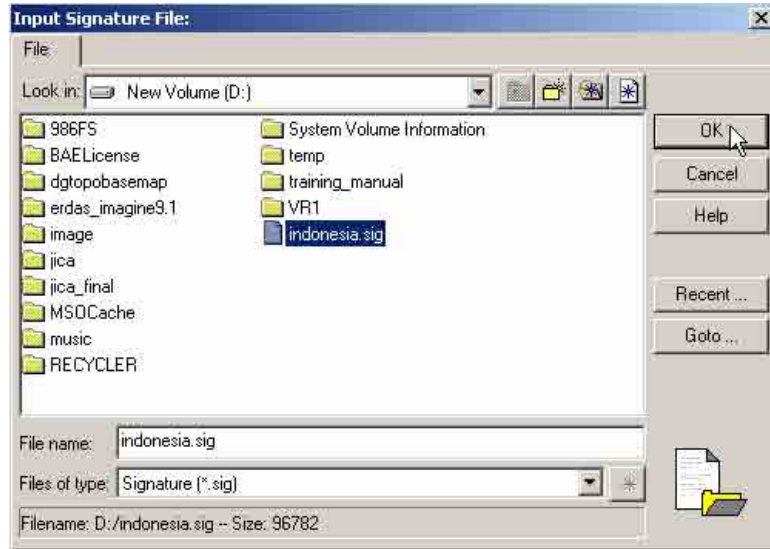 Input Signature File:
File
Look in: New Volume (D:)
986FS
BAELicense
dgtopobasemap
erdas_imagine9.1
image
jica
jica_final
MSOCache
music
RECYCLER
System Volume Information
temp
training_manual
VR1
indonesia.sig
OK
Cancel
Help
Recent ...
Goto ...
File name: indonesia.sig
Files of type: Signature (*.sig)
Filename: D:/indonesia.sig -- Size: 96782